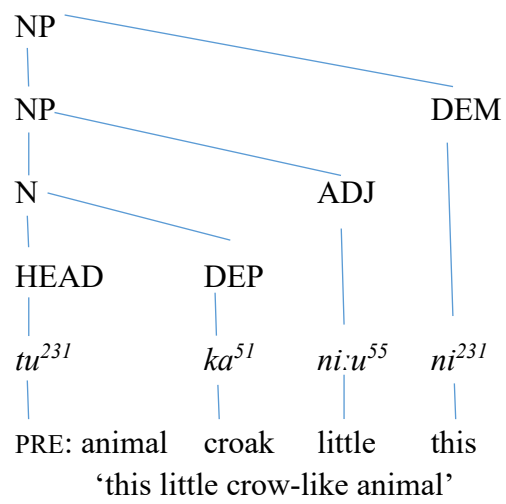 NP
NP DEM
N ADJ
HEAD DEP
tu²³¹ ka⁵¹ ni:u⁵⁵ ni²³¹
PRE: animal croak little this
‘this little crow-like animal’